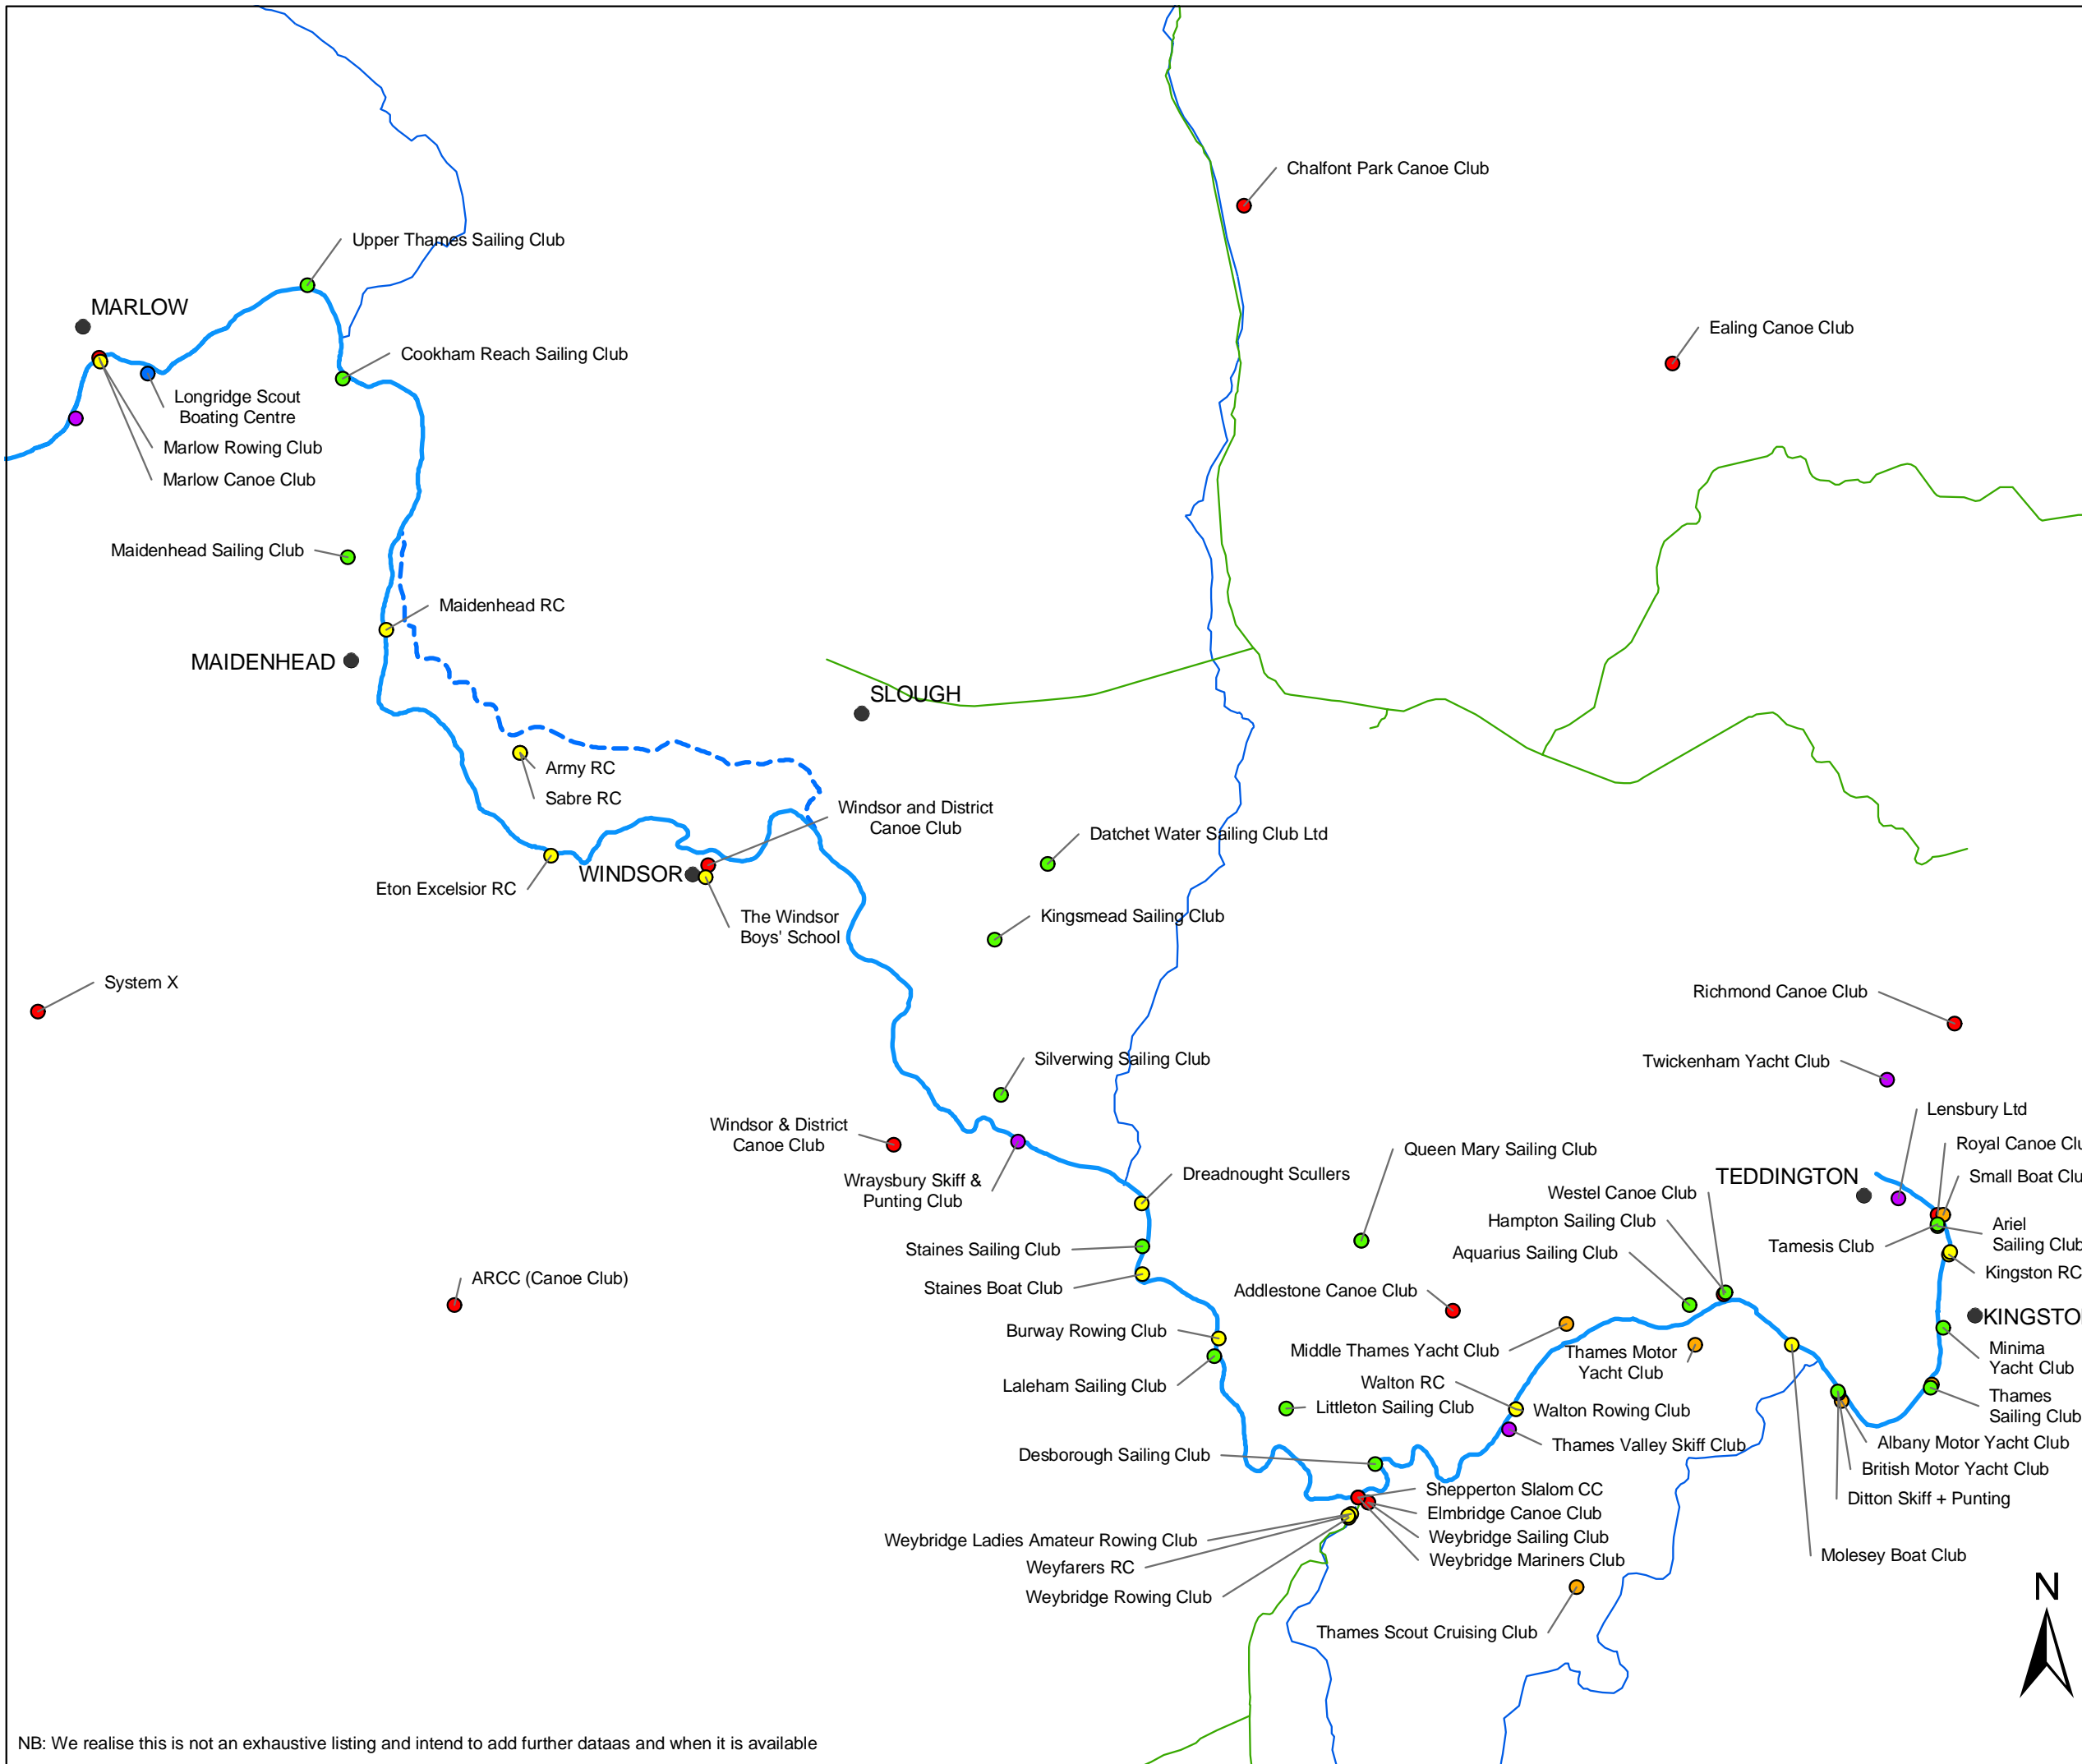 Chalfont Park Canoe Club
Upper Thames Sailing Club
MARLOW
Ealing Canoe Club
Cookham Reach Sailing Club
Longridge Scout
Boating Centre
Marlow Rowing Club
Marlow Canoe Club
Maidenhead Sailing Club
Maidenhead RC
MAIDENHEAD
SLOUGH
Army RC
Sabre RC
Windsor and District
Canoe Club
Datchet Water Sailing Club Ltd
WINDSOR
Eton Excelsior RC
The Windsor
Boys' School
Kingsmead Sailing Club
System X
Richmond Canoe Club
Silverwing Sailing Club
Twickenham Yacht Club
Lensbury Ltd
Windsor & District
Canoe Club
Royal Canoe Clu
Queen Mary Sailing Club
Wraysbury Skiff &
Punting Club
Dreadnought Scullers
TEDDINGTON
Small Boat Clu
Westel Canoe Club
Hampton Sailing Club
Ariel
Sailing Club
Staines Sailing Club
Aquarius Sailing Club
Tamesis Club
Kingston RC
ARCC (Canoe Club)
Staines Boat Club
Addlestone Canoe Club
KINGSTO
Burway Rowing Club
Middle Thames Yacht Club
Thames Motor
Yacht Club
Minima
Yacht Club
Laleham Sailing Club
Walton RC
Thames
Sailing Club
Littleton Sailing Club
Walton Rowing Club
Thames Valley Skiff Club
Albany Motor Yacht Club
Desborough Sailing Club
British Motor Yacht Club
Shepperton Slalom CC
Ditton Skiff + Punting
Elmbridge Canoe Club
Weybridge Ladies Amateur Rowing Club
Weybridge Sailing Club
Weyfarers RC
Weybridge Mariners Club
Molesey Boat Club
Weybridge Rowing Club
N
Thames Scout Cruising Club
NB: We realise this is not an exhaustive listing and intend to add further dataas and when it is available